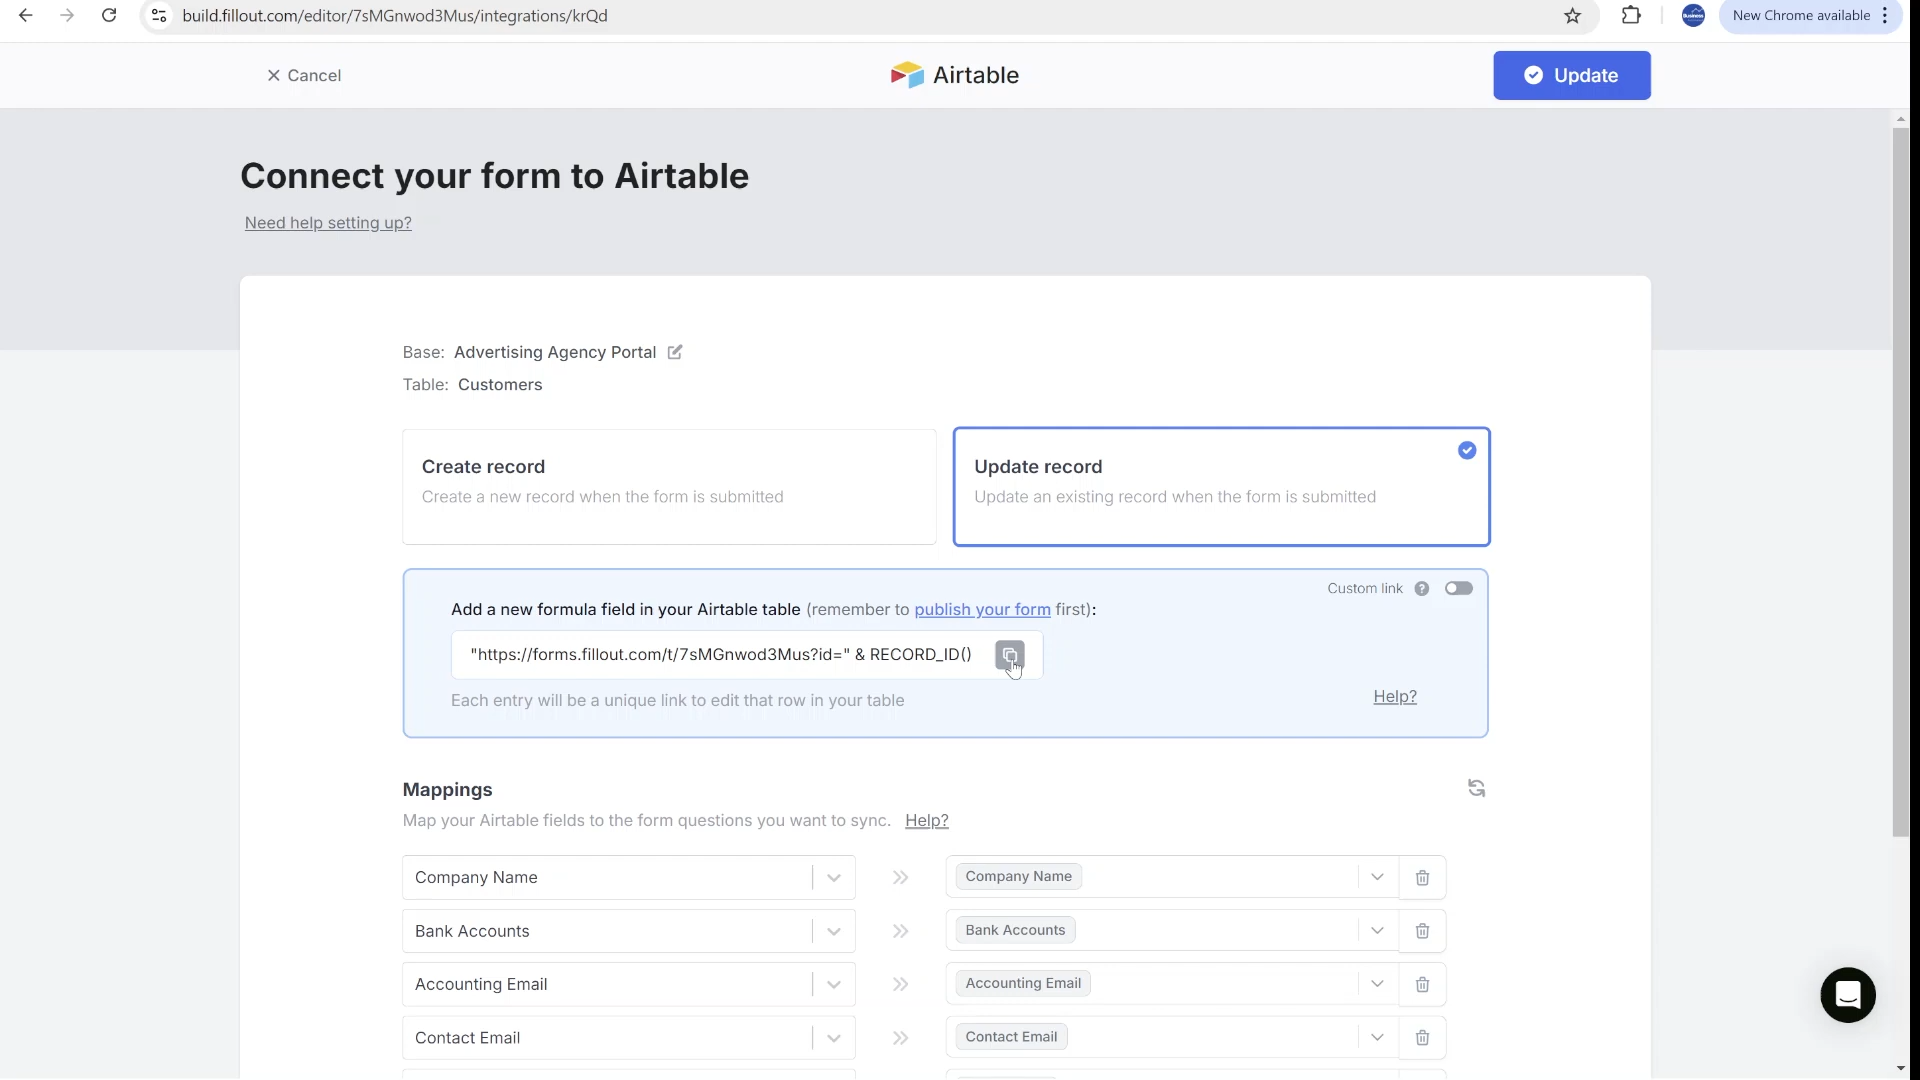 build.fillout.com/editor/7sMGnwod3Mus/integrations/krQd
New Chrome available
Cancel
Airtable
Update
Connect your form to Airtable
Need help setting up?
Base: Advertising Agency Portal
Table: Customers
Create record
Create a new record when the form is submitted
Update record
Update an existing record when the form is submitted
Custom link ?
Add a new formula field in your Airtable table (remember to publish your form first):
"https://forms.fillout.com/t/7sMGnwod3Mus?id=" & RECORD_ID()
Each entry will be a unique link to edit that row in your table
Help?
Mappings
Map your Airtable fields to the form questions you want to sync. Help?
Company Name Company Name
Bank Accounts Bank Accounts
Accounting Email Accounting Email
Contact Email Contact Email